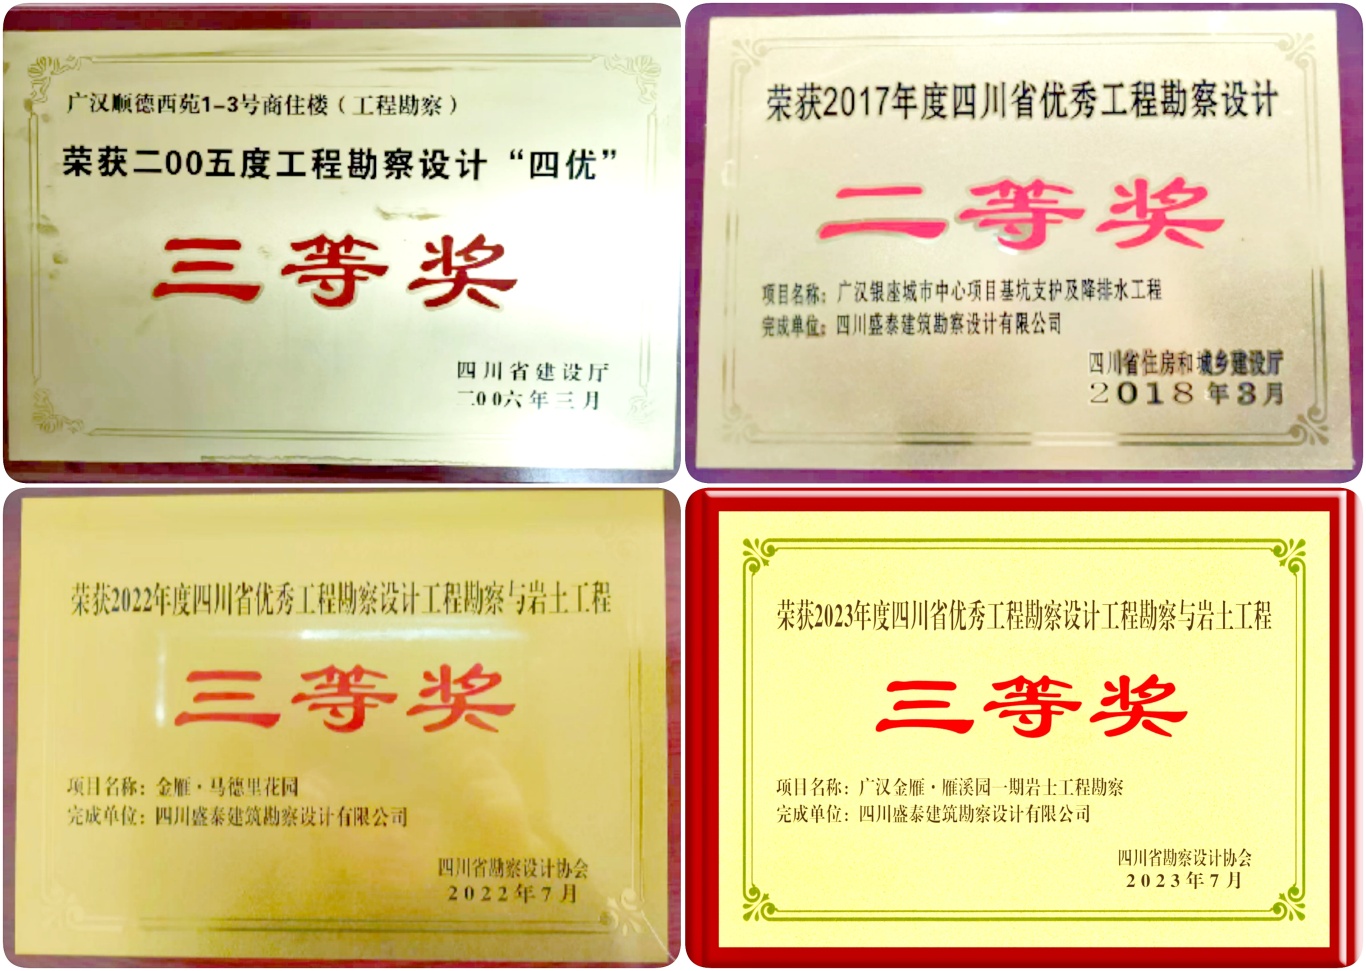 广汉顺德西苑1-3号商住楼（工程勘察）
荣获二00五度工程勘察设计“四优”
三等奖
四川省建设厅
二00六年三月
荣获2017年度四川省优秀工程勘察设计
二等奖
项目名称：广汉银座城市中心项目基坑支护及降排水工程
完成单位：四川盛泰建筑勘察设计有限公司
四川省住房和城乡建设厅
2018年3月
荣获2022年度四川省优秀工程勘察设计工程勘察与岩土工程
三等奖
项目名称：金雁·马德里花园
完成单位：四川盛泰建筑勘察设计有限公司
四川省勘察设计协会
2022年7月
荣获2023年度四川省优秀工程勘察设计工程勘察与岩土工程
三等奖
项目名称：广汉金雁·雁溪园一期岩土工程勘察
完成单位：四川盛泰建筑勘察设计有限公司
四川省勘察设计协会
2023年7月